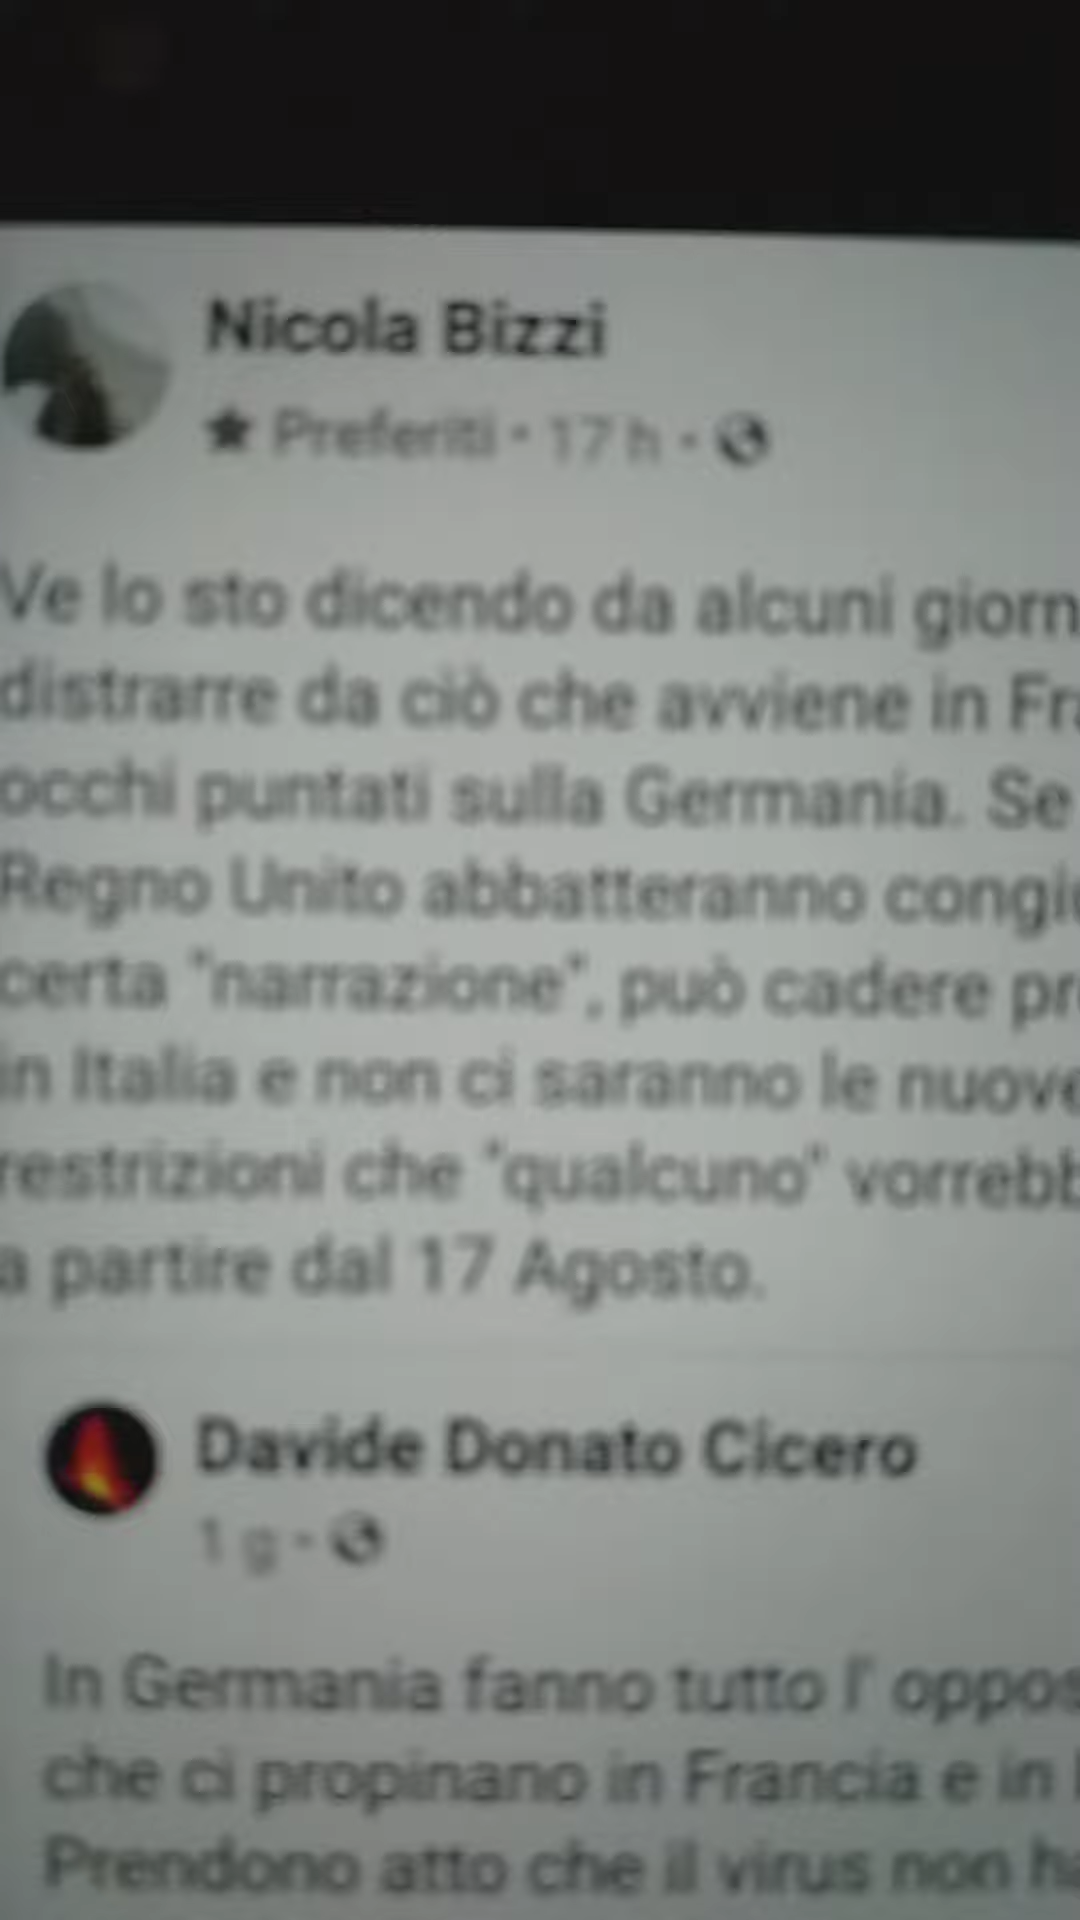 Nicola Bizzi
★ Preferiti · 17 h ·
Ve lo sto dicendo da alcuni giorn
distrarre da ciò che avviene in Fra
occhi puntati sulla Germania. Se
Regno Unito abbatteranno congiu
certa "narrazione", può cadere pr
in Italia e non ci saranno le nuove
restrizioni che "qualcuno" vorrebb
a partire dal 17 Agosto.
Davide Donato Cicero
1 g ·
In Germania fanno tutto l' oppos
che ci propinano in Francia e in
Prendono atto che il virus non ha